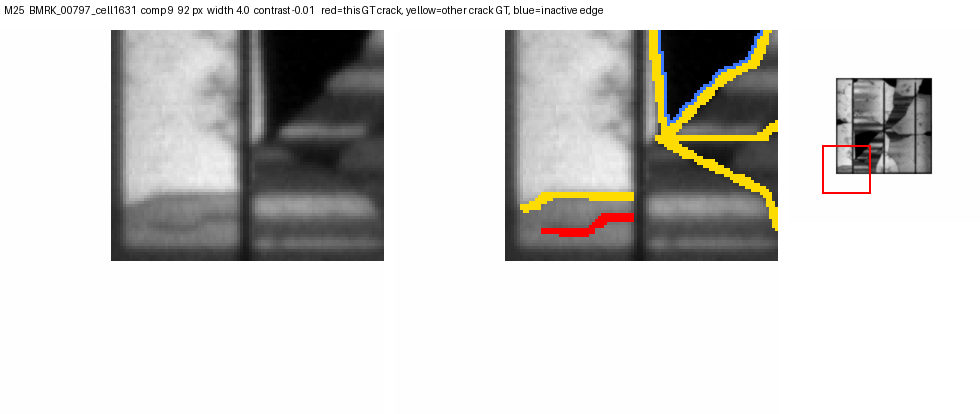 M25 BMRK_00797_cell1631 comp9 92 px width 4.0 contrast-0.01 red=this GT crack, yellow=other crack GT, blue=inactive edge